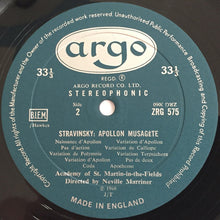 All Rights of the Manufacturer and of the Owner of the recorded work reserved. Unauthorised public performance, broadcasting and copying of this record prohibited
argo
33⅓ 33⅓
REGD. ®
ARGO RECORD CO. LTD.
STEREOPHONIC
BIEM
(Hawkes
Side
2
ZRG 575
STRAVINSKY: APOLLON MUSAGETE
Naissance d'Apollon Variation d'Apollon
Pas d'action Variation de Calliope
Variation de Polymnie Variation Terpsichore
Variation d'Apollon Pas de Deux
Coda Apotheose
Academy of St. Martin-in-the-Fields
Directed by Neville Marriner
℗ 1968
MADE IN ENGLAND